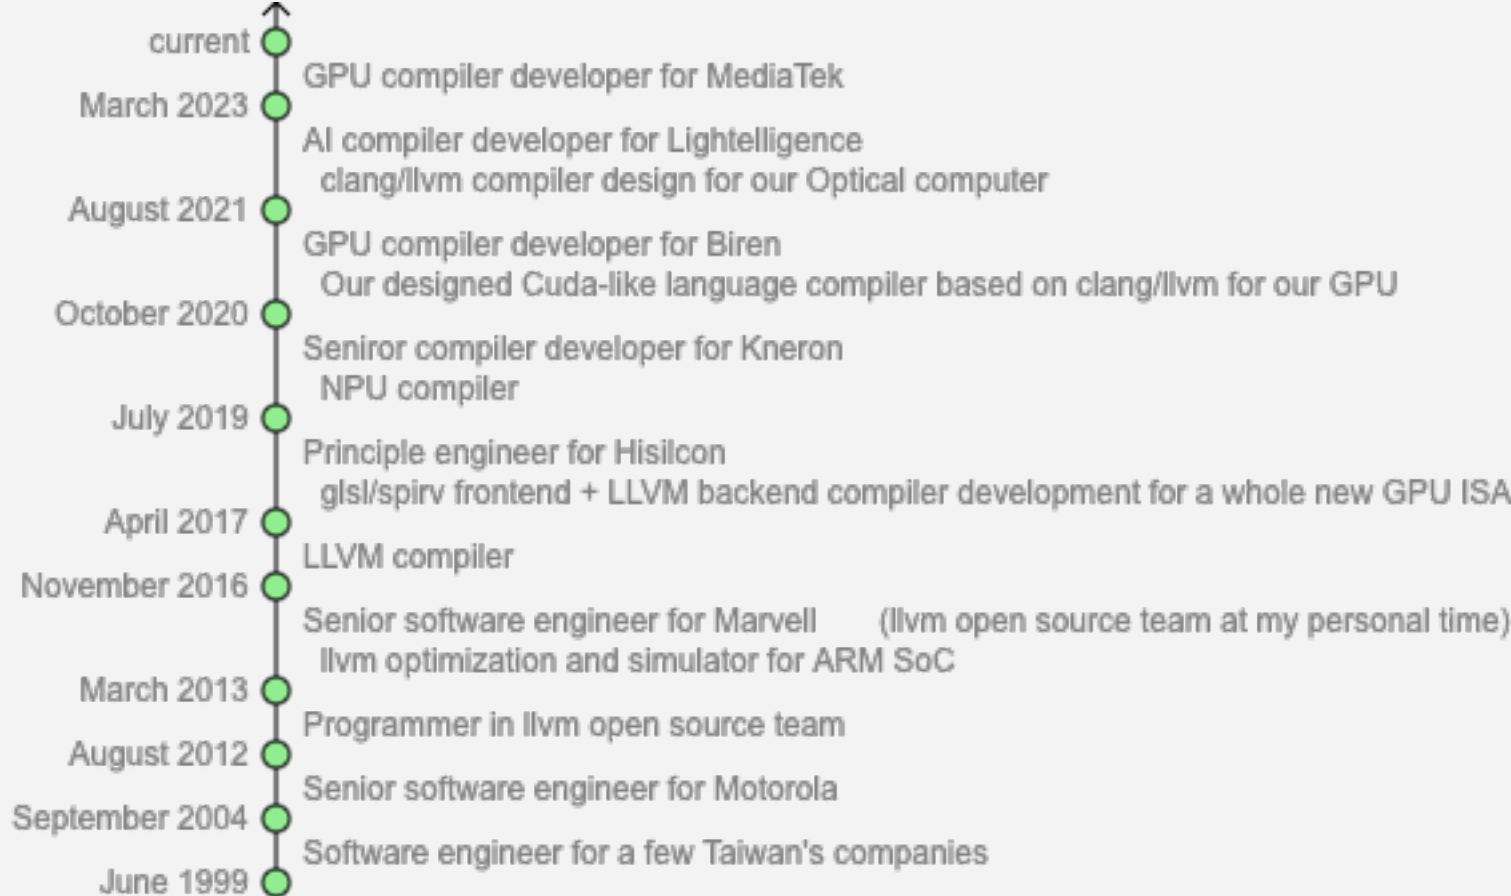 current
GPU compiler developer for MediaTek
March 2023
AI compiler developer for Lightelligence
clang/llvm compiler design for our Optical computer
August 2021
GPU compiler developer for Biren
Our designed Cuda-like language compiler based on clang/llvm for our GPU
October 2020
Seniror compiler developer for Kneron
NPU compiler
July 2019
Principle engineer for Hisilcon
glsl/spirv frontend + LLVM backend compiler development for a whole new GPU ISA
April 2017
LLVM compiler
November 2016
Senior software engineer for Marvell (llvm open source team at my personal time)
llvm optimization and simulator for ARM SoC
March 2013
Programmer in llvm open source team
August 2012
Senior software engineer for Motorola
September 2004
Software engineer for a few Taiwan's companies
June 1999